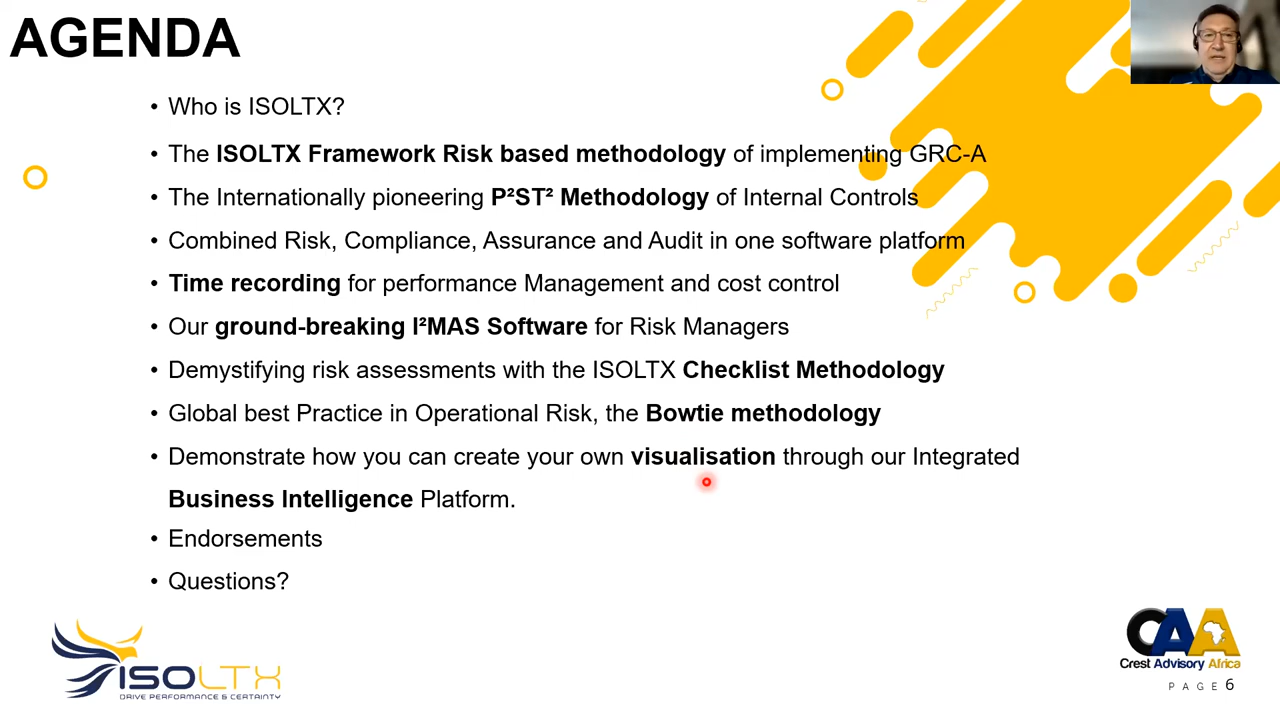 AGENDA
• Who is ISOLTX?
• The ISOLTX Framework Risk based methodology of implementing GRC-A
• The Internationally pioneering P²ST² Methodology of Internal Controls
• Combined Risk, Compliance, Assurance and Audit in one software platform
• Time recording for performance Management and cost control
• Our ground-breaking I²MAS Software for Risk Managers
• Demystifying risk assessments with the ISOLTX Checklist Methodology
• Global best Practice in Operational Risk, the Bowtie methodology
• Demonstrate how you can create your own visualisation through our Integrated
Business Intelligence Platform.
• Endorsements
• Questions?
ISOLTX
DRIVE PERFORMANCE & CERTAINTY
CAA
Crest Advisory Africa
PAGE 6